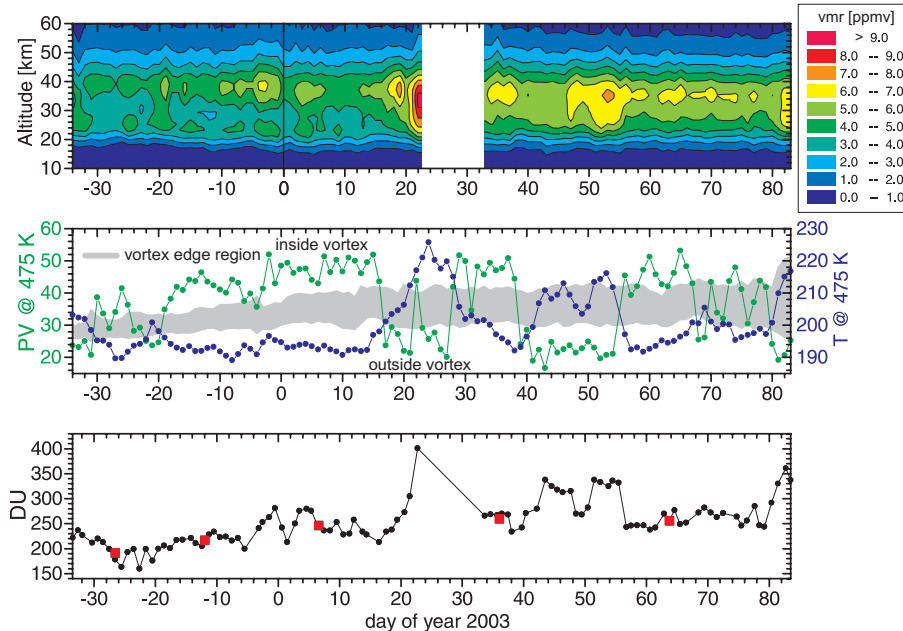 vmr [ppmv]
> 9.0
8.0 -- 9.0
7.0 -- 8.0
6.0 -- 7.0
5.0 -- 6.0
4.0 -- 5.0
3.0 -- 4.0
2.0 -- 3.0
1.0 -- 2.0
0.0 -- 1.0
Altitude [km]
60
50
40
30
20
10
-30 -20 -10 0 10 20 30 40 50 60 70 80
PV @ 475 K
60
50
40
30
20
vortex edge region
inside vortex
outside vortex
230
220
210
200
190
T @ 475 K
-30 -20 -10 0 10 20 30 40 50 60 70 80
DU
400
350
300
250
200
150
-30 -20 -10 0 10 20 30 40 50 60 70 80
day of year 2003